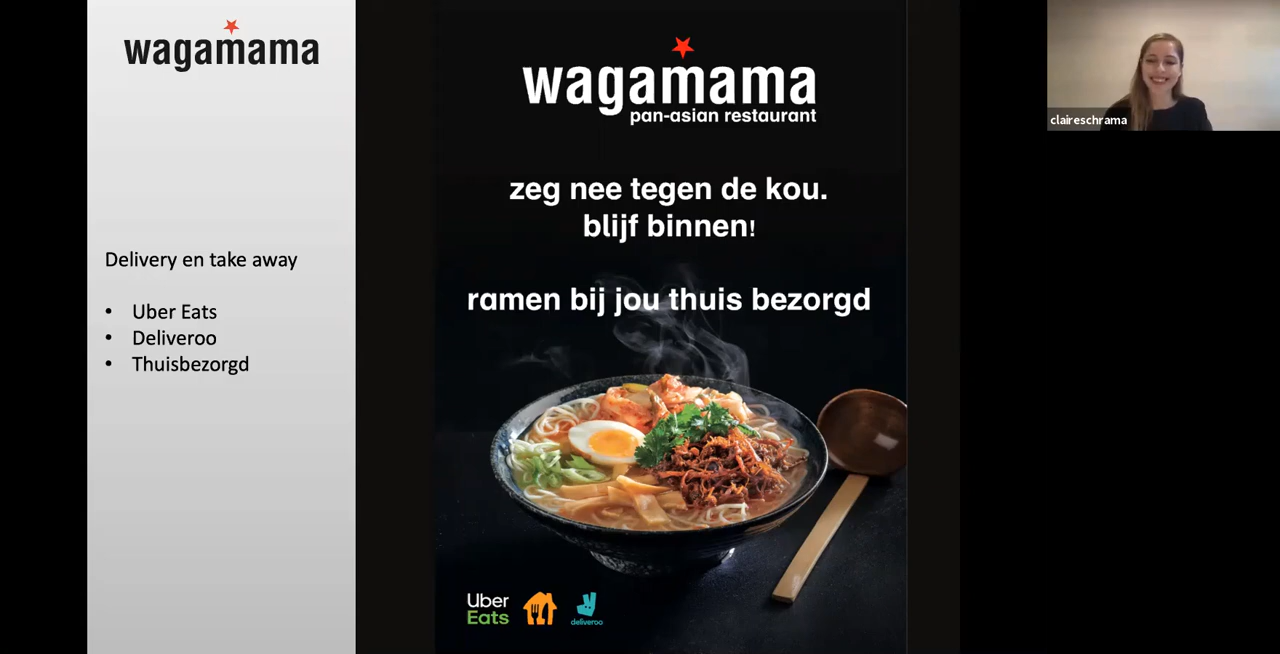 wagamama
Delivery en take away
• Uber Eats
• Deliveroo
• Thuisbezorgd
wagamama
pan-asian restaurant
zeg nee tegen de kou.
blijf binnen!
ramen bij jou thuis bezorgd
Uber
Eats
deliveroo
claireschrama